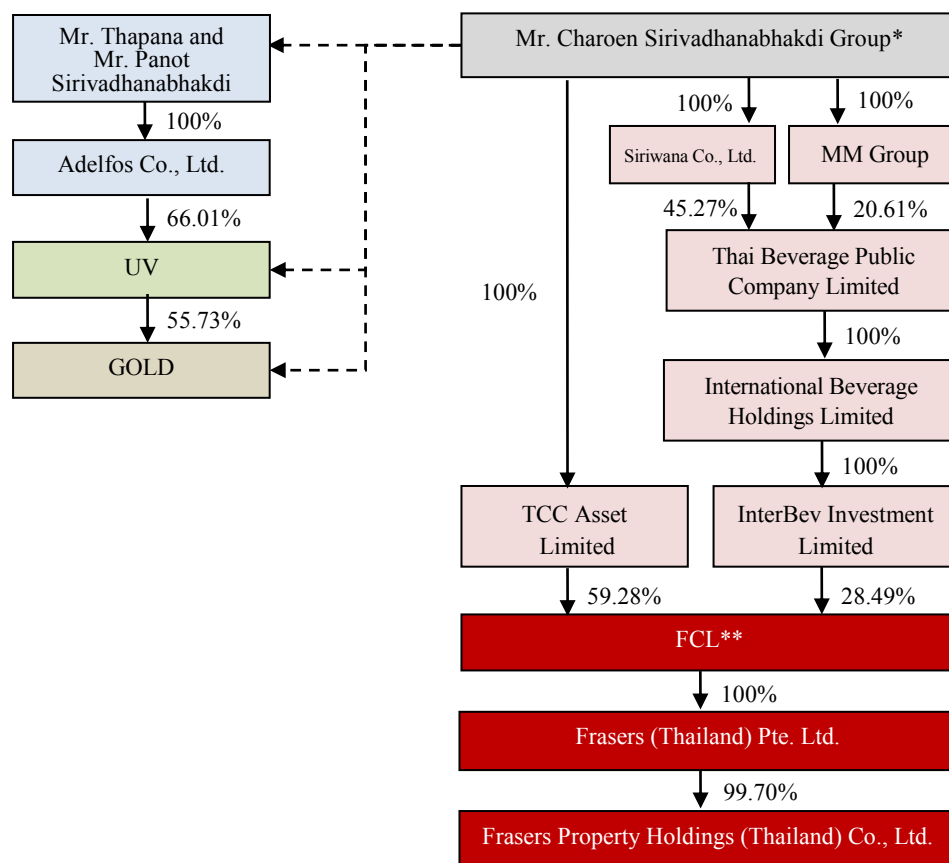 Mr. Thapana and
Mr. Panot
Sirivadhanabhakdi
Mr. Charoen Sirivadhanabhakdi Group*
100%
100%
100%
Adelfos Co., Ltd.
Siriwana Co., Ltd.
MM Group
66.01%
45.27%
20.61%
UV
Thai Beverage Public
Company Limited
100%
55.73%
100%
GOLD
International Beverage
Holdings Limited
100%
TCC Asset
Limited
InterBev Investment
Limited
59.28%
28.49%
FCL**
100%
Frasers (Thailand) Pte. Ltd.
99.70%
Frasers Property Holdings (Thailand) Co., Ltd.